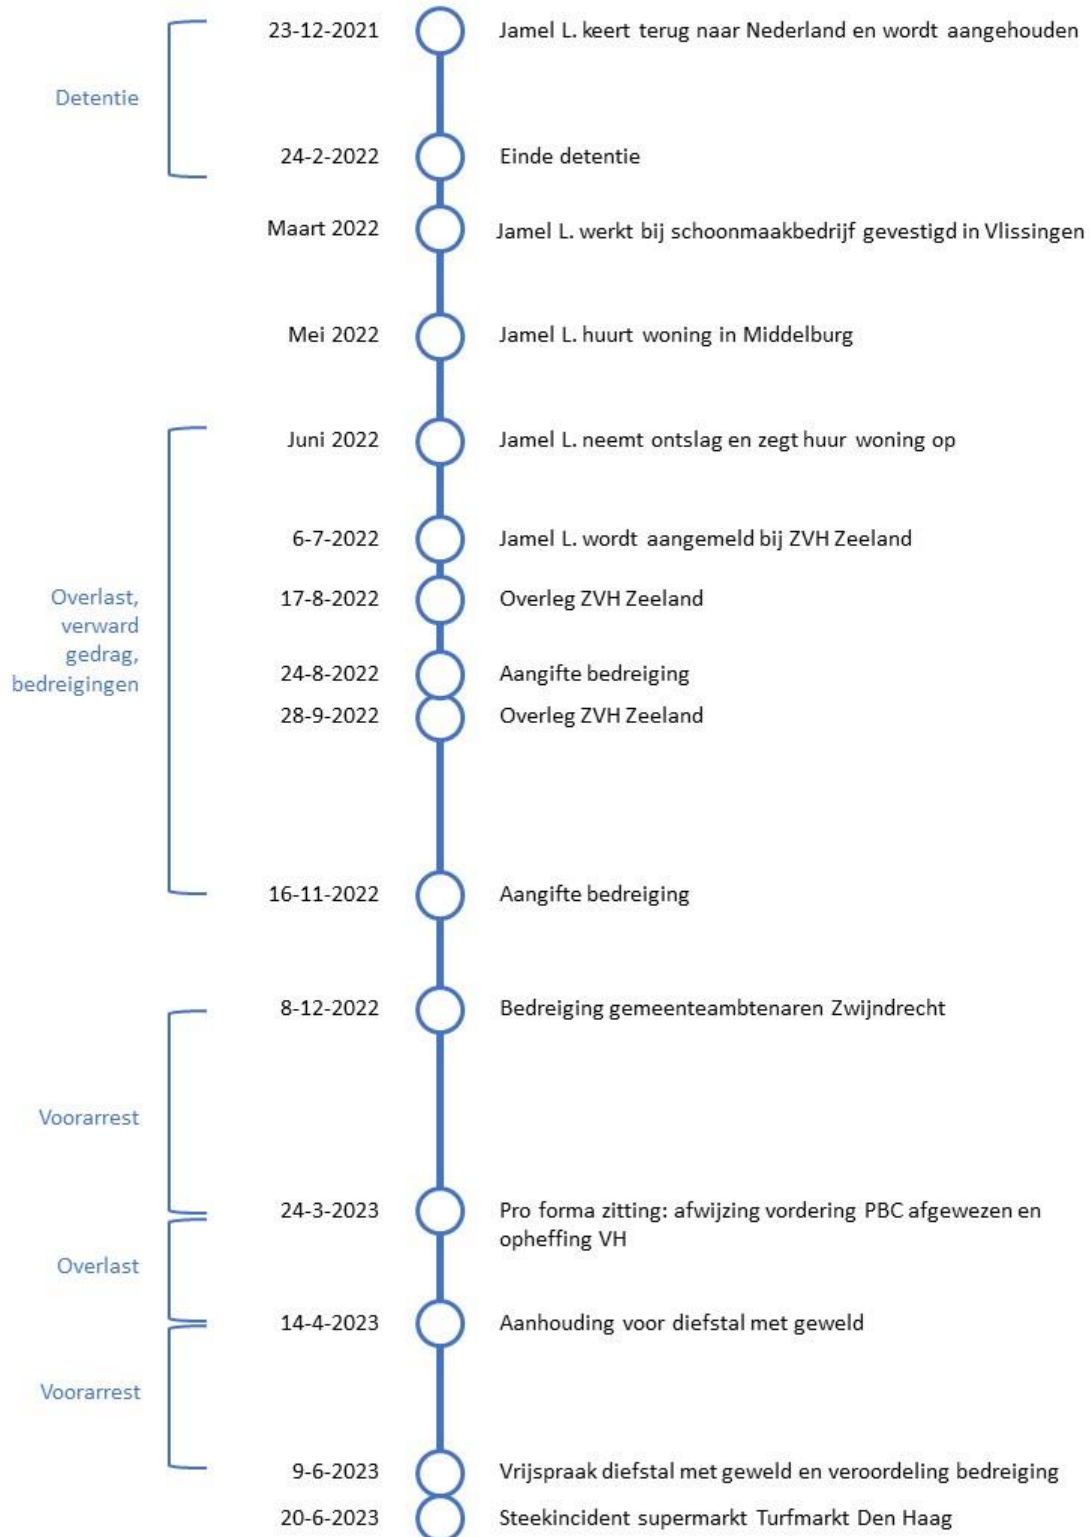 23-12-2021 Jamel L. keert terug naar Nederland en wordt aangehouden
Detentie
24-2-2022 Einde detentie
Maart 2022 Jamel L. werkt bij schoonmaakbedrijf gevestigd in Vlissingen
Mei 2022 Jamel L. huurt woning in Middelburg
Juni 2022 Jamel L. neemt ontslag en zegt huur woning op
6-7-2022 Jamel L. wordt aangemeld bij ZVH Zeeland
Overlast,
verward
gedrag,
bedreigingen
17-8-2022 Overleg ZVH Zeeland
24-8-2022 Aangifte bedreiging
28-9-2022 Overleg ZVH Zeeland
16-11-2022 Aangifte bedreiging
8-12-2022 Bedreiging gemeenteambtenaren Zwijndrecht
Voorarrest
24-3-2023 Pro forma zitting: afwijzing vordering PBC afgewezen en
opheffing VH
Overlast
14-4-2023 Aanhouding voor diefstal met geweld
Voorarrest
9-6-2023 Vrijspraak diefstal met geweld en veroordeling bedreiging
20-6-2023 Steekincident supermarkt Turfmarkt Den Haag